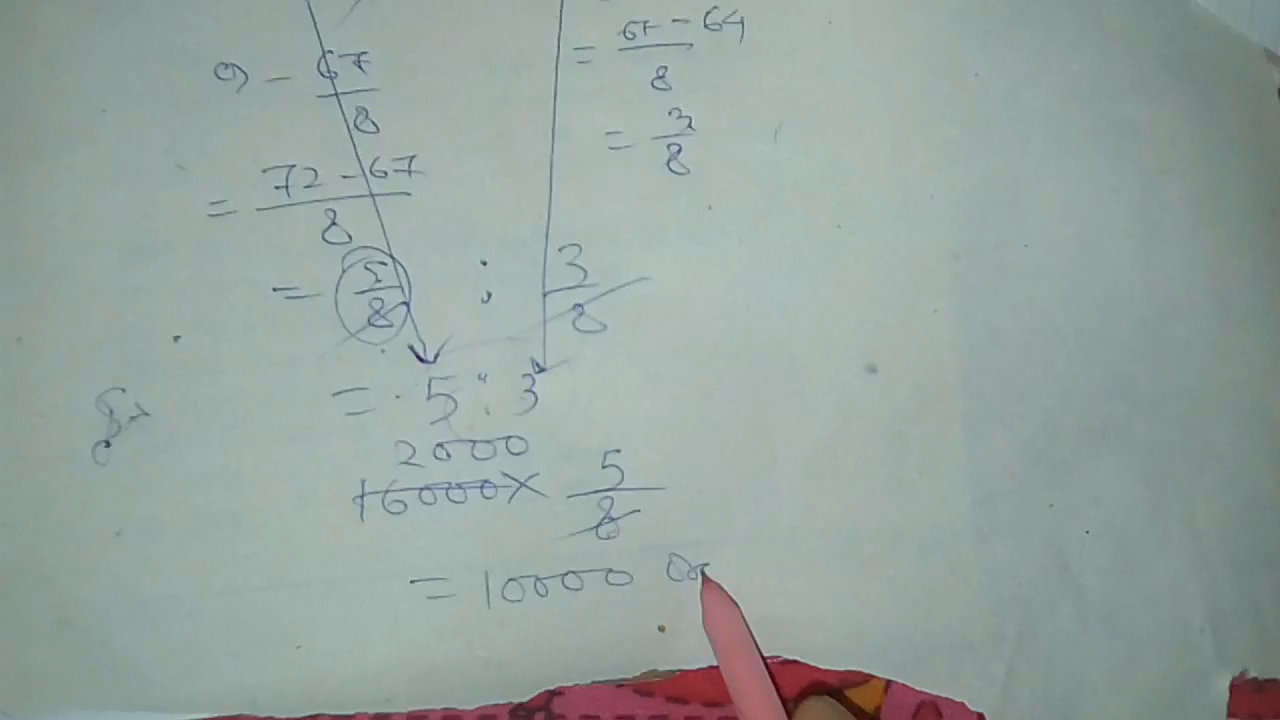 = 67 - 64 / 8
9 - 67 / 8
= 3 / 8
= 72 - 67 / 8
= 5 / 8 : 3 / 8
= 5 : 3
2000
16000 × 5 / 8
= 10000